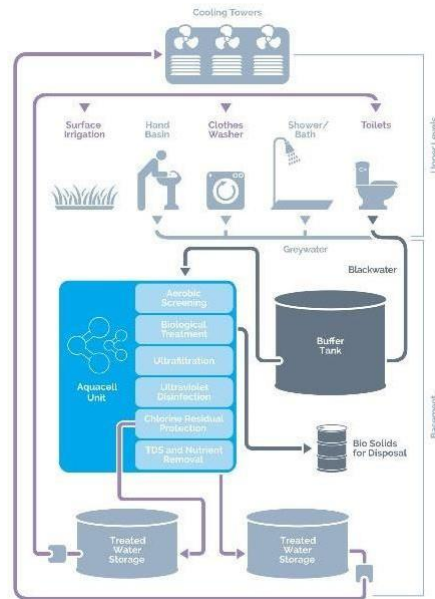 Cooling Towers
Surface
Irrigation
Hand
Basin
Clothes
Washer
Shower/
Bath
Toilets
Upper Levels
Greywater
Blackwater
Aerobic
Screening
Biological
Treatment
Ultrafiltration
Ultraviolet
Disinfection
Chlorine Residual
Protection
TDS and Nutrient
Removal
Aquacell
Unit
Buffer
Tank
Basement
Bio Solids
for Disposal
Treated
Water
Storage
Treated
Water
Storage